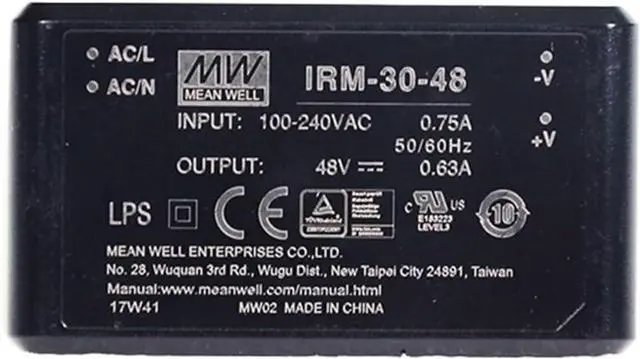 AC/L
AC/N
MW
MEAN WELL
IRM-30-48
-V
+V
INPUT: 100-240VAC 0.75A
50/60Hz
OUTPUT: 48V 0.63A
LPS
CE
c RU US
E183223
LEVEL3
10
MEAN WELL ENTERPRISES CO.,LTD.
No. 28, Wuquan 3rd Rd., Wugu Dist., New Taipei City 24891, Taiwan
Manual:www.meanwell.com/manual.html
17W41 MW02 MADE IN CHINA